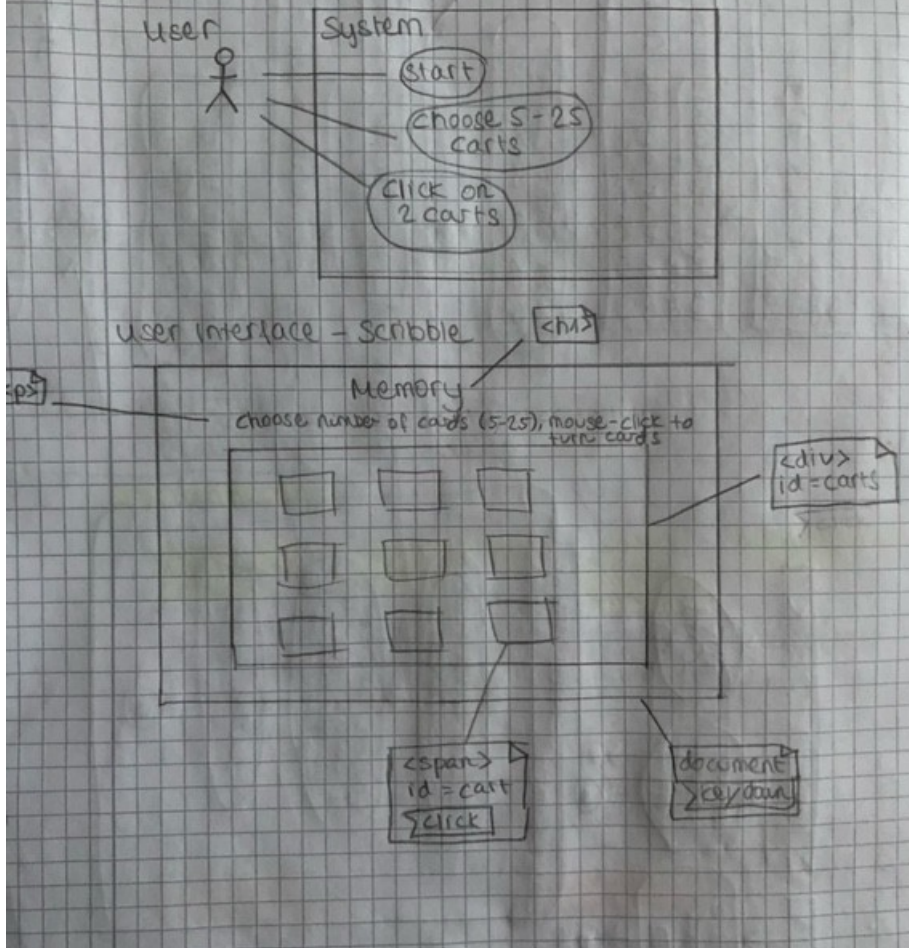 user
System
start
choose 5-25
carts
click on
2 carts
user interface - Scribble
<h1>
Memory
choose number of cards (5-25), mouse-click to
turn cards
<div>
id = carts
<span>
id = cart
click
document
keydown